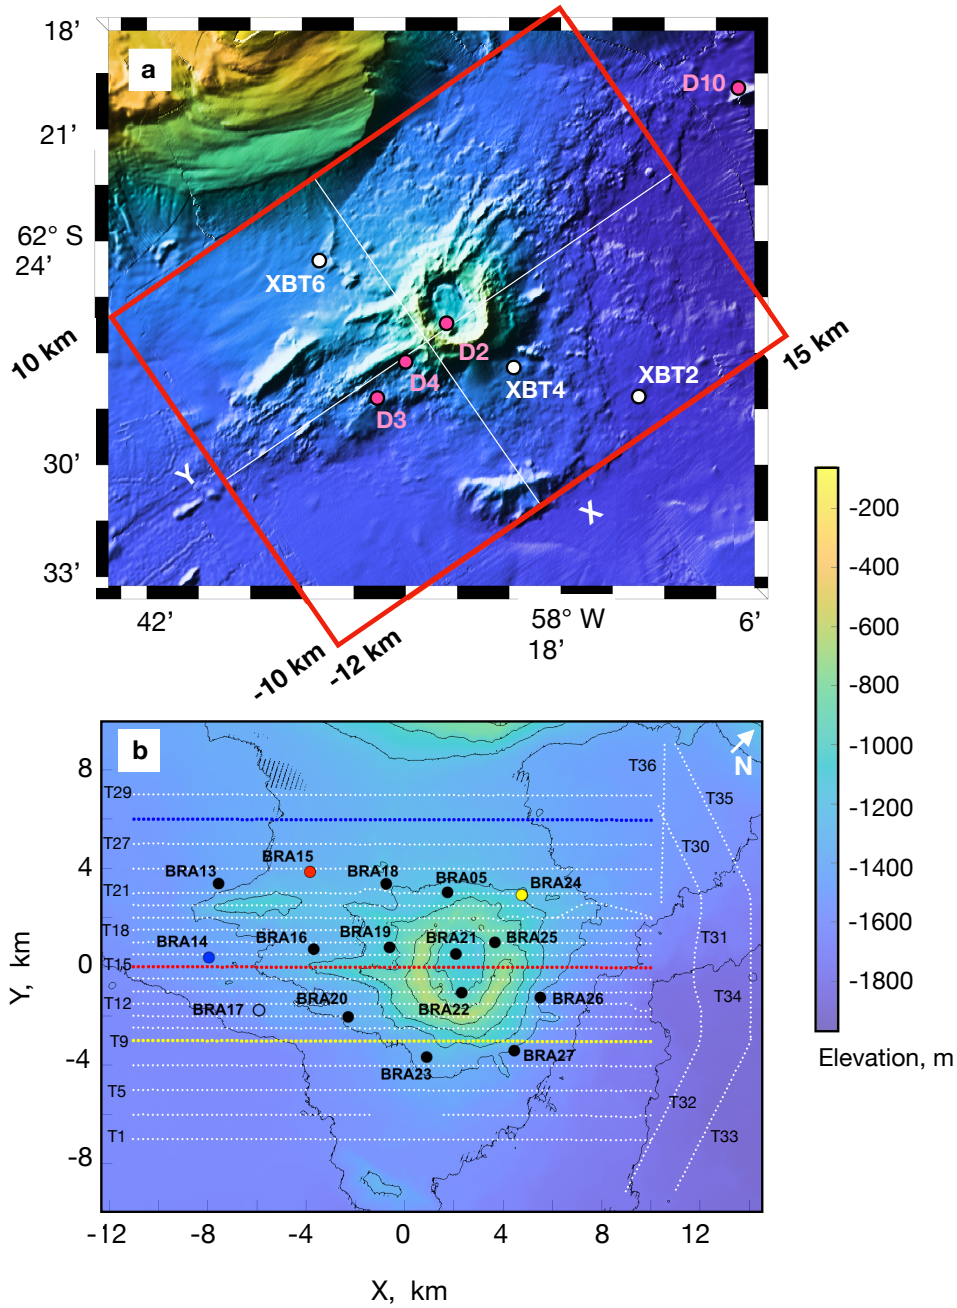 18'
a
D10
21'
62° S
24'
XBT6
10 km
D2
15 km
D4
XBT4
XBT2
D3
30'
Y
X
33'
42'
58° W
18'
6'
-10 km
-12 km
-200
-400
-600
-800
-1000
-1200
-1400
-1600
-1800
Elevation, m
b
N
8
T36
T29
T35
T27
T30
BRA15
4
BRA13
BRA18
BRA05
BRA24
T21
T18
BRA14
BRA16
BRA19
BRA21
BRA25
T31
0
T15
T12
BRA17
BRA20
BRA22
BRA26
T34
T9
-4
BRA23
BRA27
T5
T32
T1
T33
-8
-12
-8
-4
0
4
8
12
Y, km
X, km